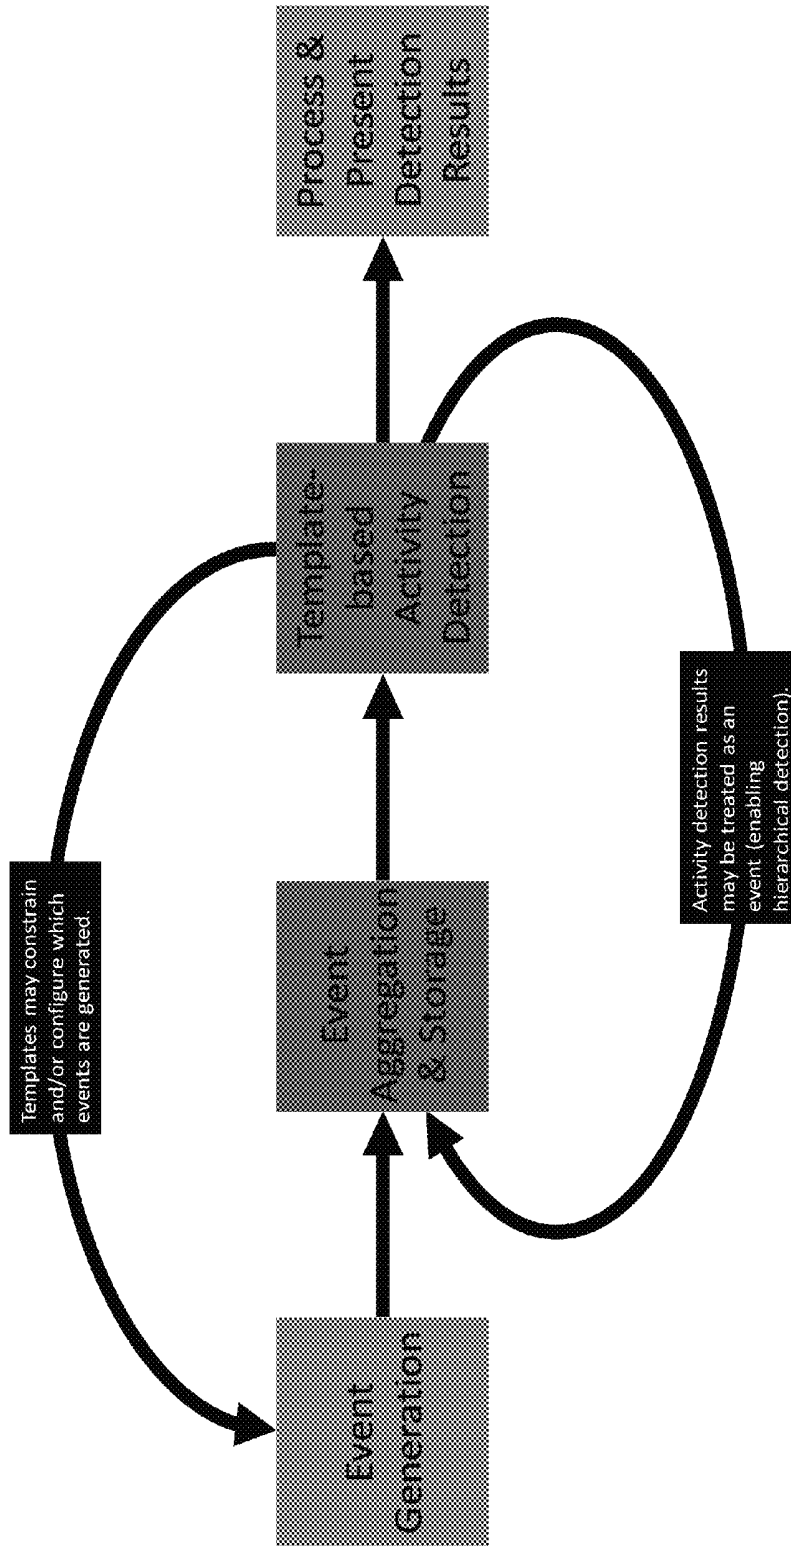 Templates may constrain
and/or configure which
events are generated
Event
Generation
Event
Aggregation
& Storage
Template-
based
Activity
Detection
Process &
Present
Detection
Results
Activity detection results
may be treated as an
event (enabling
hierarchical detection).